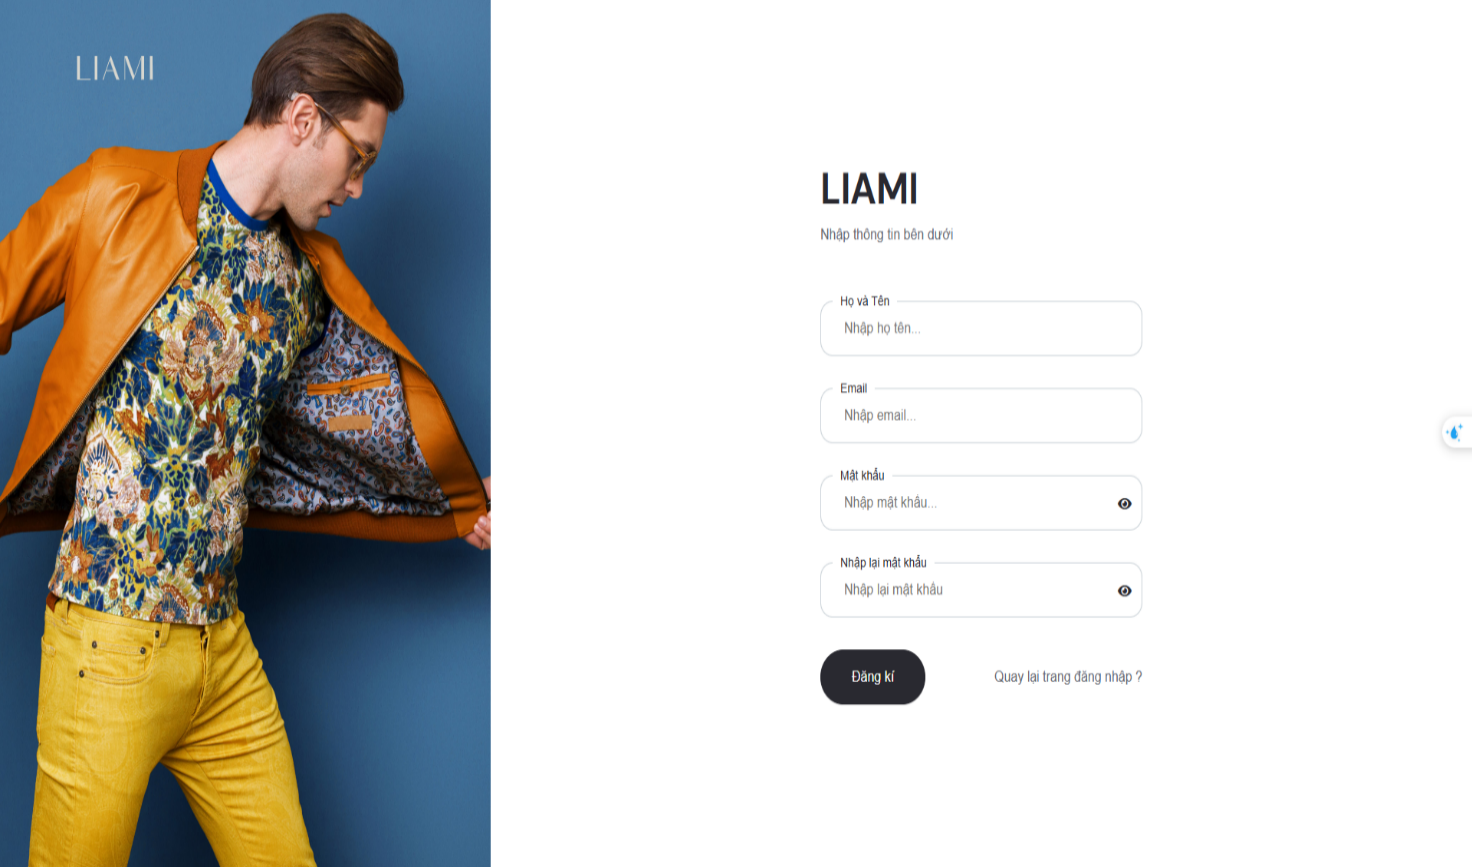 LIAMI
LIAMI
Nhập thông tin bên dưới
Họ và Tên
Nhập họ tên...
Email
Nhập email...
Mật khẩu
Nhập mật khẩu...
Nhập lại mật khẩu
Nhập lại mật khẩu
Đăng kí
Quay lại trang đăng nhập ?